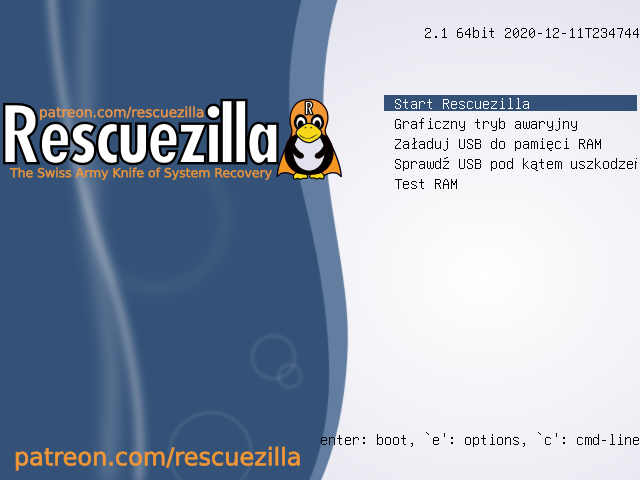 2.1 64bit 2020-12-11T234744
patreon.com/rescuezilla
Rescuezilla
R
The Swiss Army Knife of System Recovery
Start Rescuezilla
Graficzny tryb awaryjny
Załaduj USB do pamięci RAM
Sprawdź USB pod kątem uszkodzeń
Test RAM
enter: boot, `e': options, `c': cmd-line
patreon.com/rescuezilla